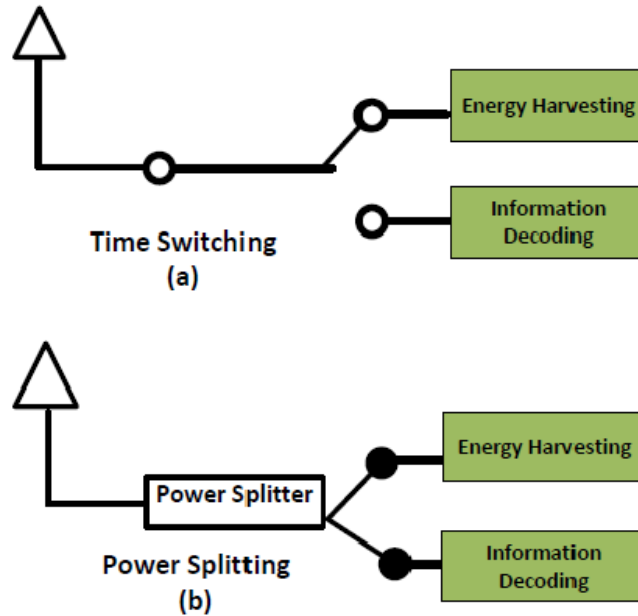 Energy Harvesting
Information
Decoding
Time Switching
(a)
Power Splitter
Energy Harvesting
Information
Decoding
Power Splitting
(b)